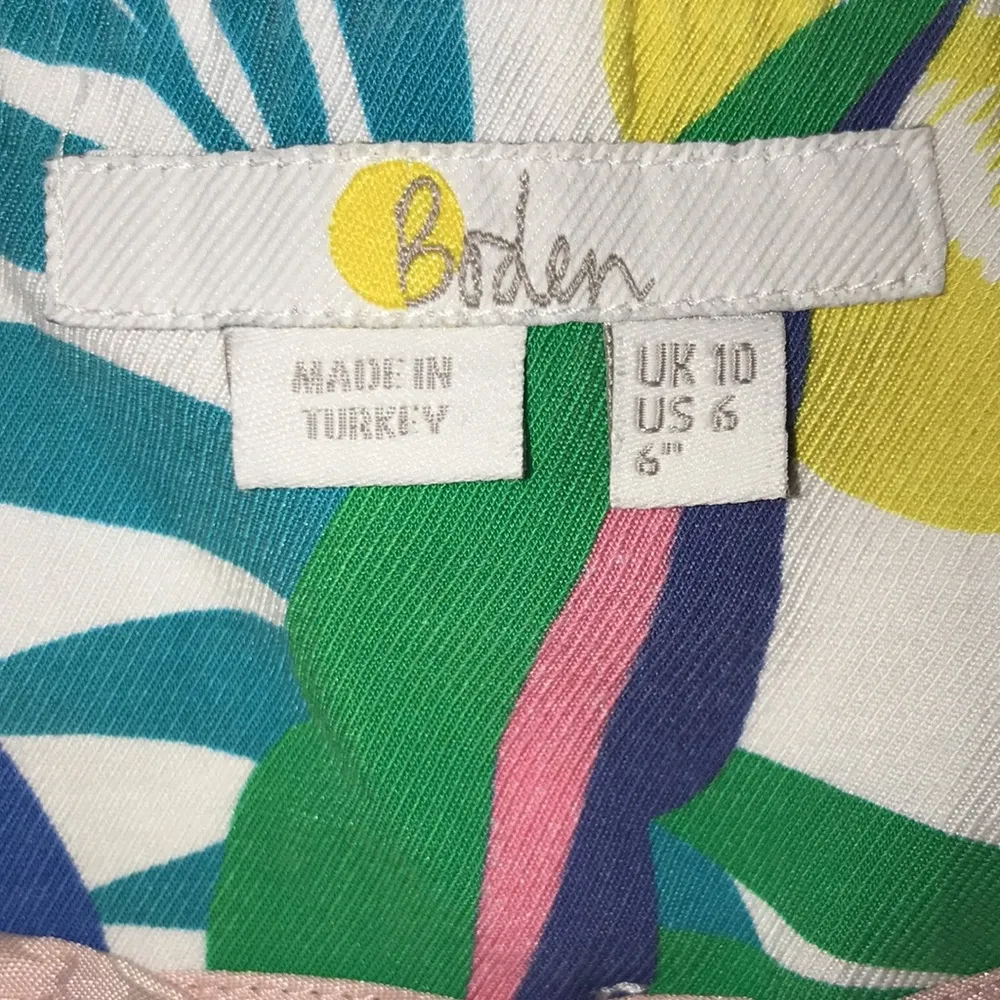 Boden
MADE IN
TURKEY
UK 10
US 6
6"'